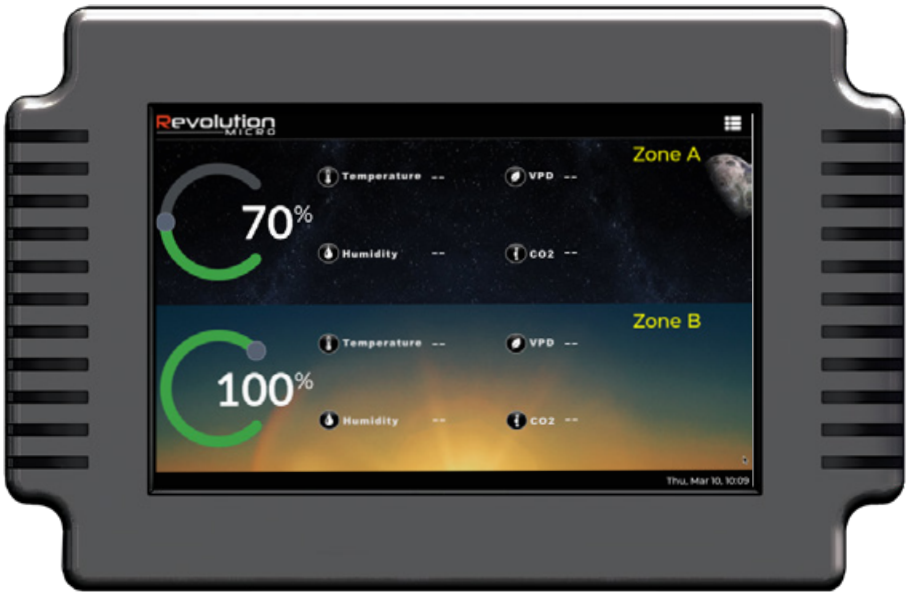 Revolution
MICRO
Zone A
70%
Temperature --
VPD --
Humidity --
CO2 --
Zone B
100%
Temperature --
VPD --
Humidity --
CO2 --
Thu, Mar 10, 10:09